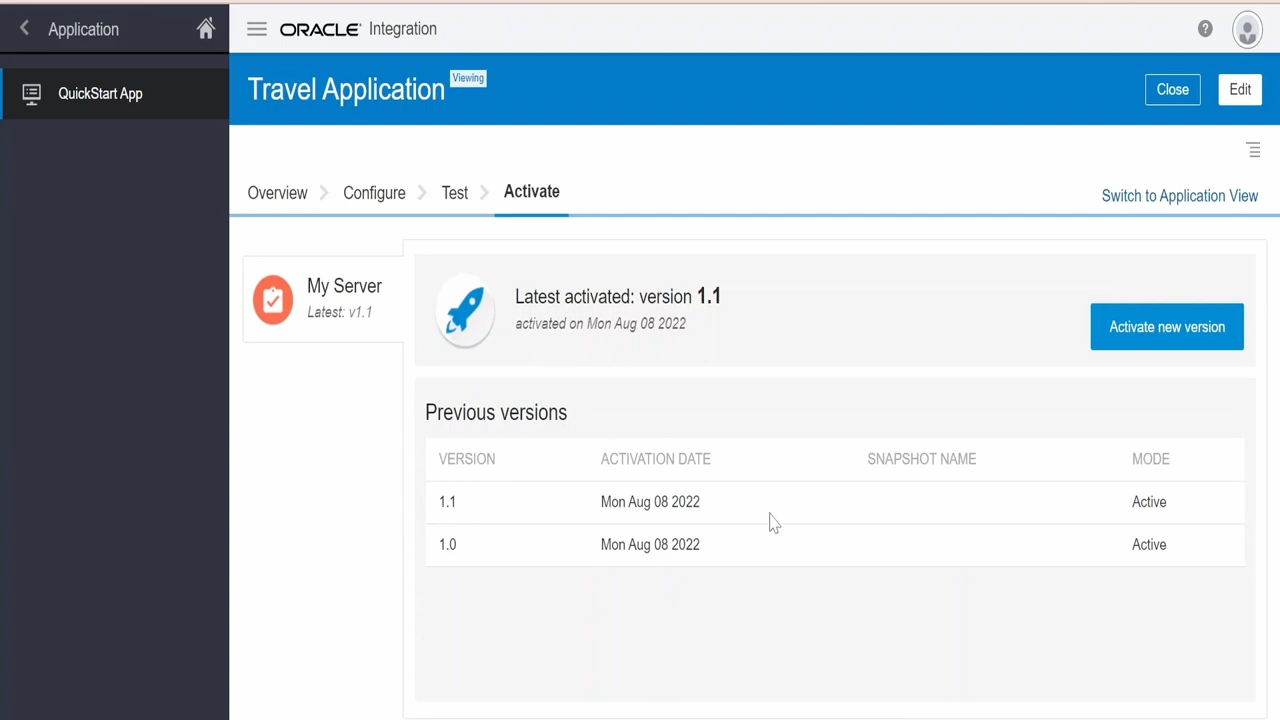 Application
ORACLE Integration
Travel Application Viewing
Close
Edit
QuickStart App
Overview
Configure
Test
Activate
Switch to Application View
My Server
Latest: v1.1
Latest activated: version 1.1
activated on Mon Aug 08 2022
Activate new version
Previous versions
VERSION ACTIVATION DATE SNAPSHOT NAME MODE
1.1 Mon Aug 08 2022 Active
1.0 Mon Aug 08 2022 Active